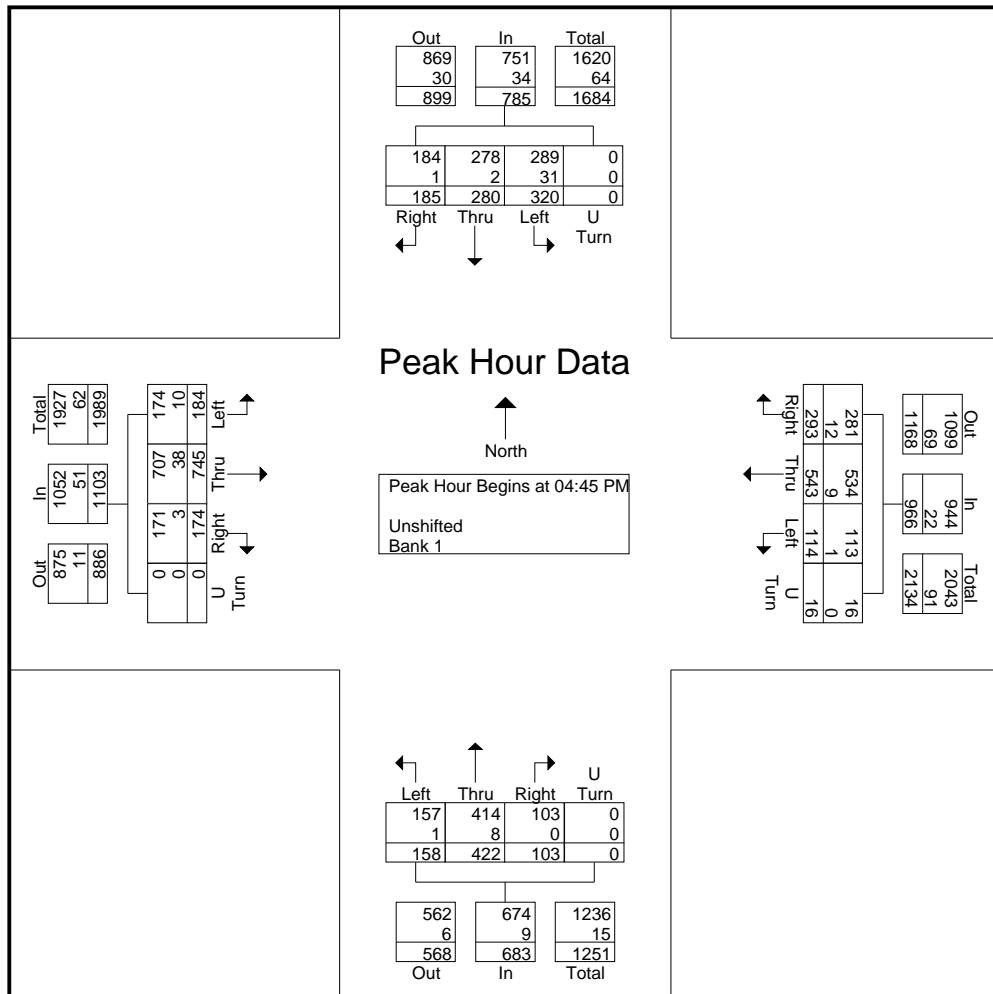 Out In Total
869 751 1620
30 34 64
899 785 1684
184 278 289 0
1 2 31 0
185 280 320 0
Right Thru Left U
Turn
Peak Hour Data
North
Peak Hour Begins at 04:45 PM
Unshifted
Bank 1
Left Thru Right U
Turn
174 707 171 0
10 38 3 0
184 745 174 0
Out In Total
875 1052 1927
11 51 62
886 1103 1989
Right Thru Left U
Turn
281 534 113 16
12 9 1 0
293 543 114 16
Out In Total
1099 944 2043
69 22 91
1168 966 2134
U
Left Thru Right Turn
157 414 103 0
1 8 0 0
158 422 103 0
562 674 1236
6 9 15
568 683 1251
Out In Total